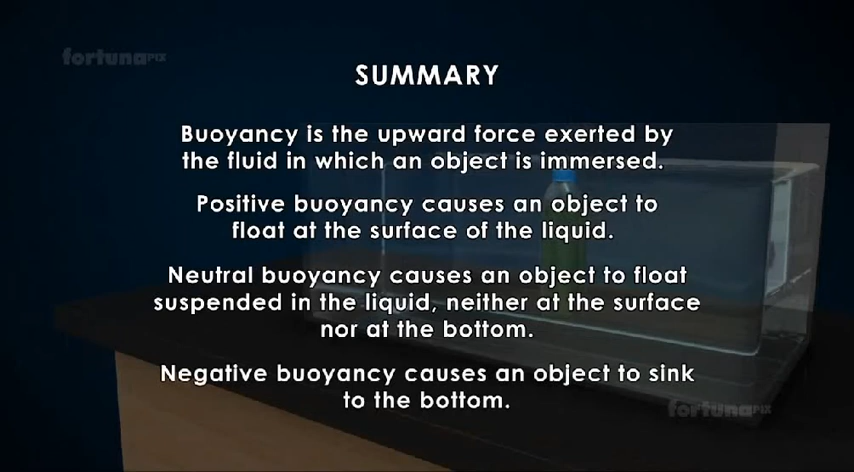 fortunaPIX
SUMMARY
Buoyancy is the upward force exerted by
the fluid in which an object is immersed.
Positive buoyancy causes an object to
float at the surface of the liquid.
Neutral buoyancy causes an object to float
suspended in the liquid, neither at the surface
nor at the bottom.
Negative buoyancy causes an object to sink
to the bottom.
fortunaPIX